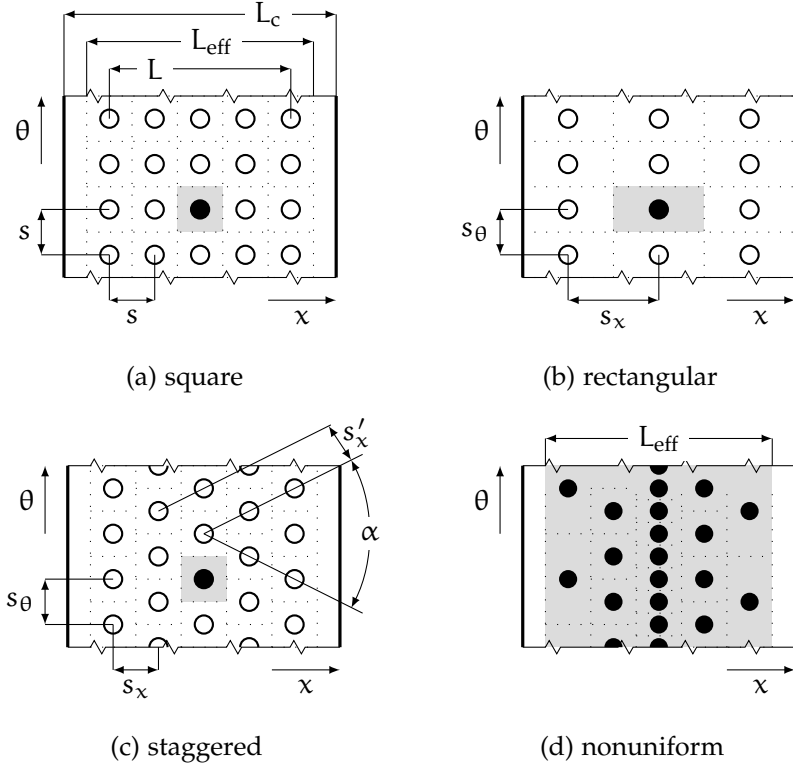 L_c
L_eff
L
θ
s
s
x
(a) square
θ
s_θ
s_x
x
(b) rectangular
s'_x
θ
α
s_θ
s_x
x
(c) staggered
L_eff
θ
x
(d) nonuniform